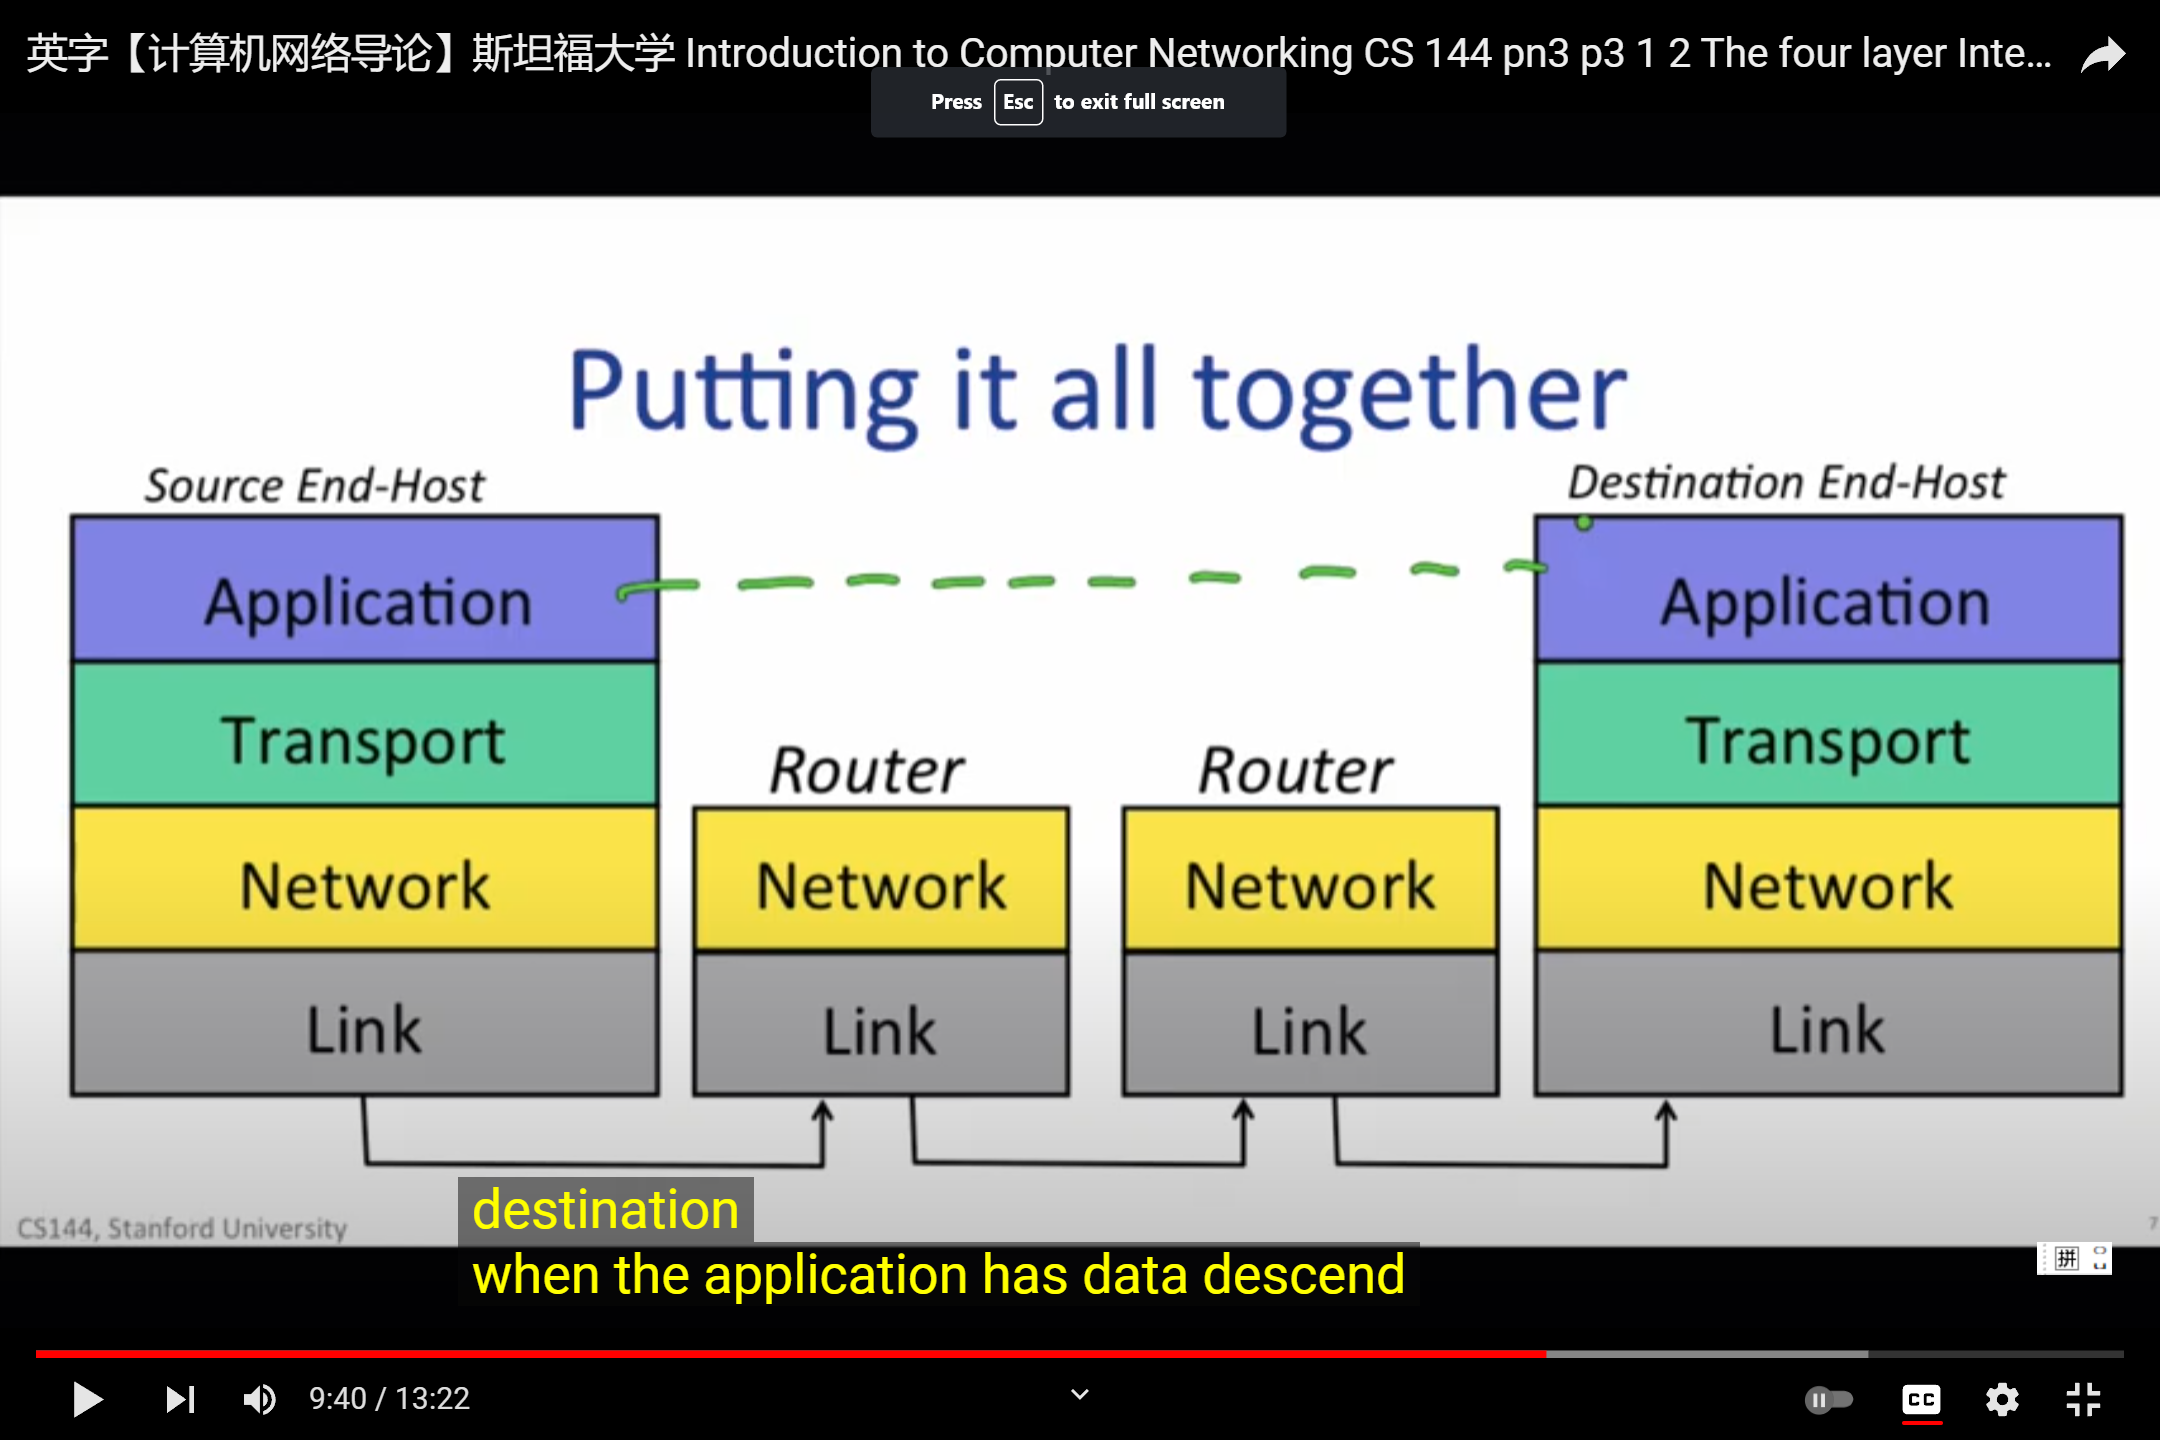 英字【计算机网络导论】斯坦福大学 Introduction to Computer Networking CS 144 pn3 p3 1 2 The four layer Inte...
Press Esc to exit full screen
Putting it all together
Source End-Host
Destination End-Host
Application
Application
Transport
Transport
Router
Router
Network
Network
Network
Network
Link
Link
Link
Link
CS144, Stanford University
7
destination
when the application has data descend
拼
9:40 / 13:22
CC